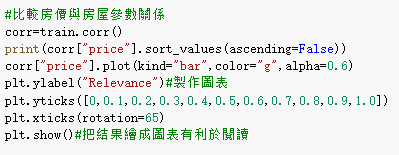 #比較房價與房屋參數關係
corr=train.corr()
print(corr["price"].sort_values(ascending=False))
corr["price"].plot(kind="bar",color="g",alpha=0.6)
plt.ylabel("Relevance")#製作圖表
plt.yticks([0,0.1,0.2,0.3,0.4,0.5,0.6,0.7,0.8,0.9,1.0])
plt.xticks(rotation=65)
plt.show()#把結果繪成圖表有利於閱讀